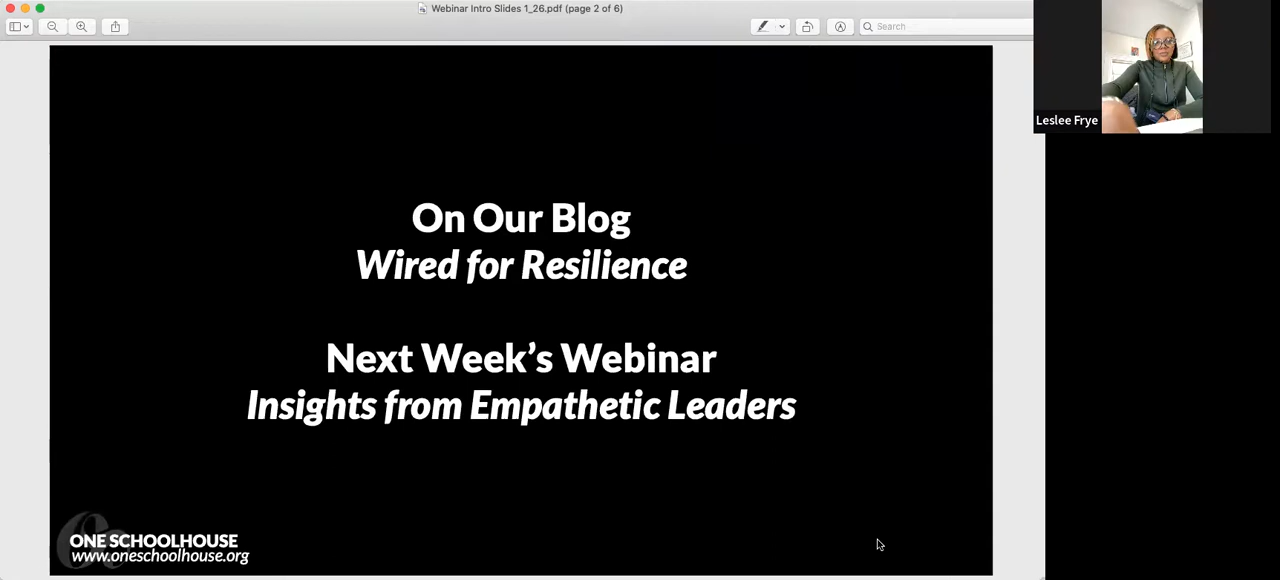 Webinar Intro Slides 1_26.pdf (page 2 of 6)
Search
Leslee Frye
On Our Blog
Wired for Resilience
Next Week's Webinar
Insights from Empathetic Leaders
ONE SCHOOLHOUSE
www.oneschoolhouse.org